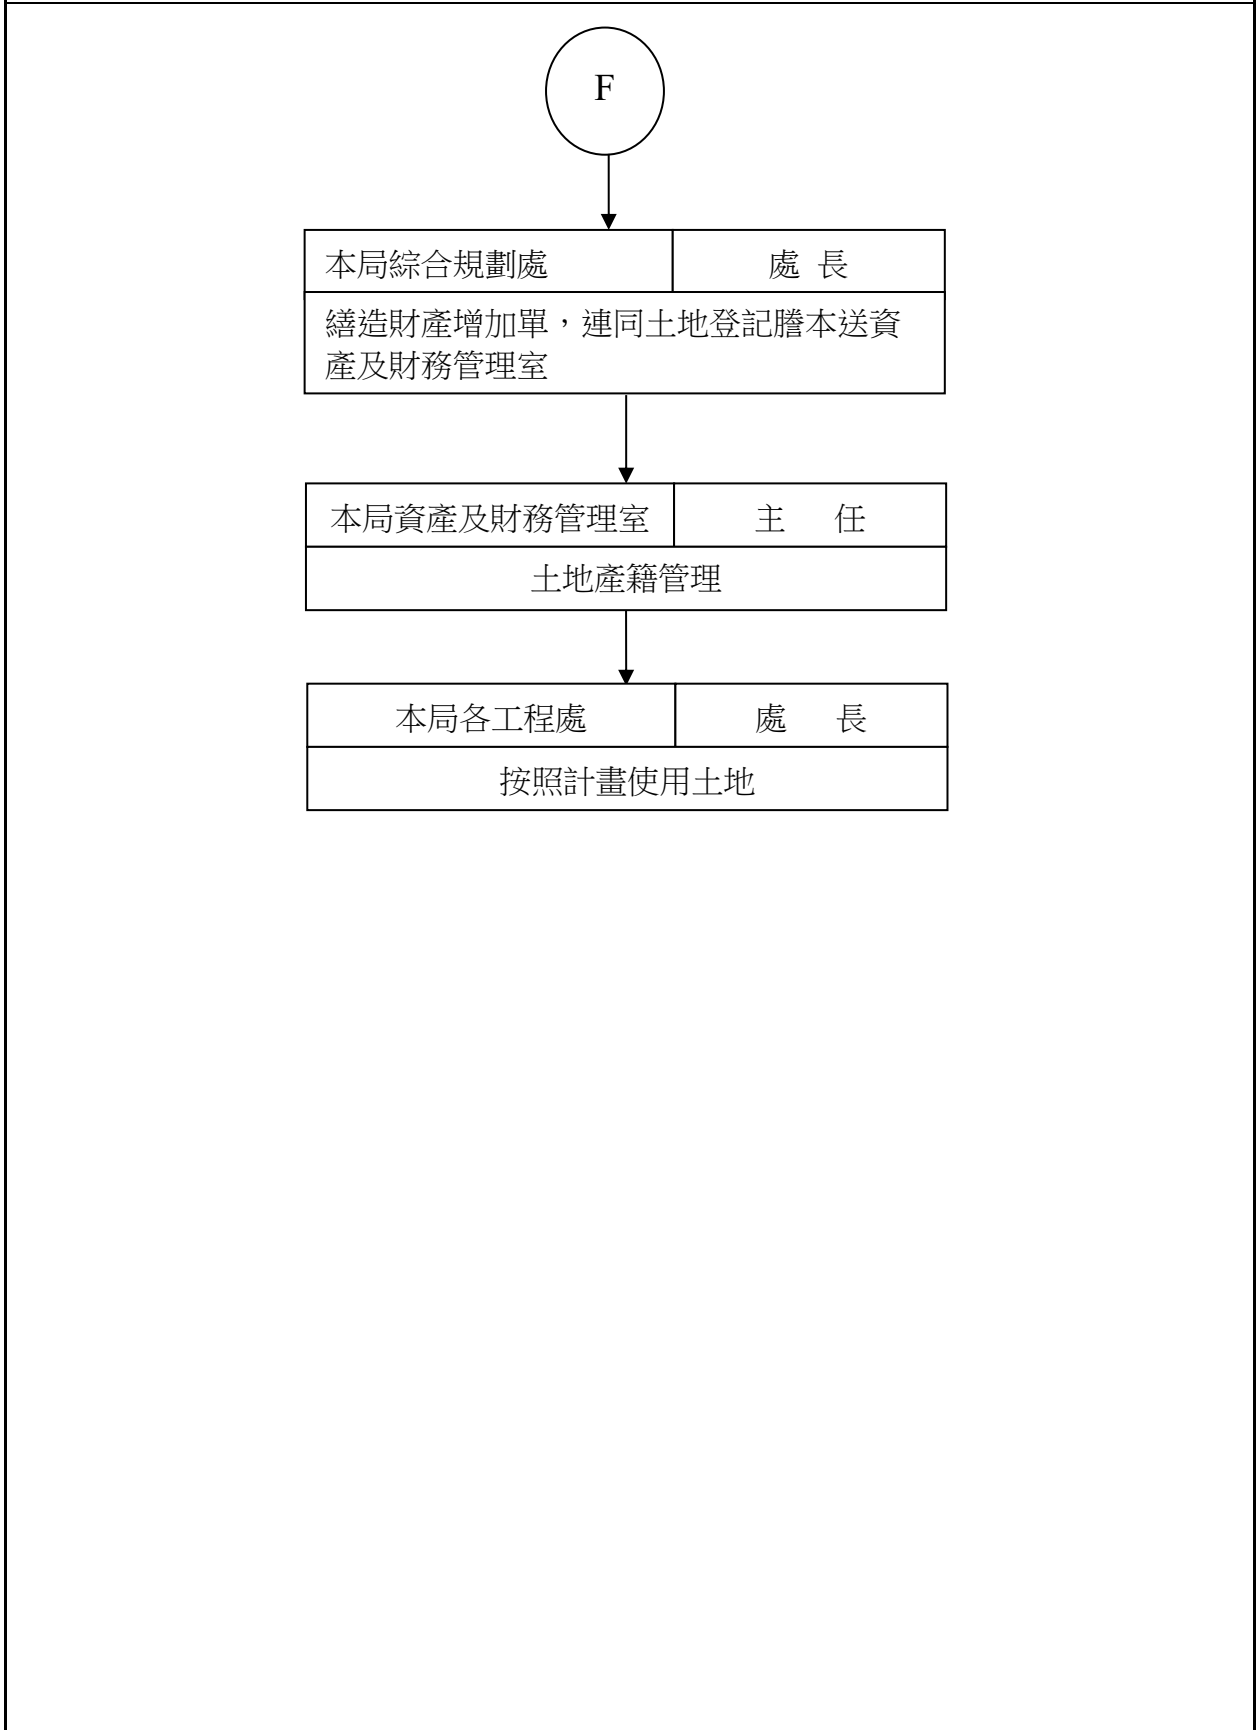 F
本局綜合規劃處 處 長
繕造財產增加單，連同土地登記謄本送資
產及財務管理室
本局資產及財務管理室 主 任
土地產籍管理
本局各工程處 處 長
按照計畫使用土地